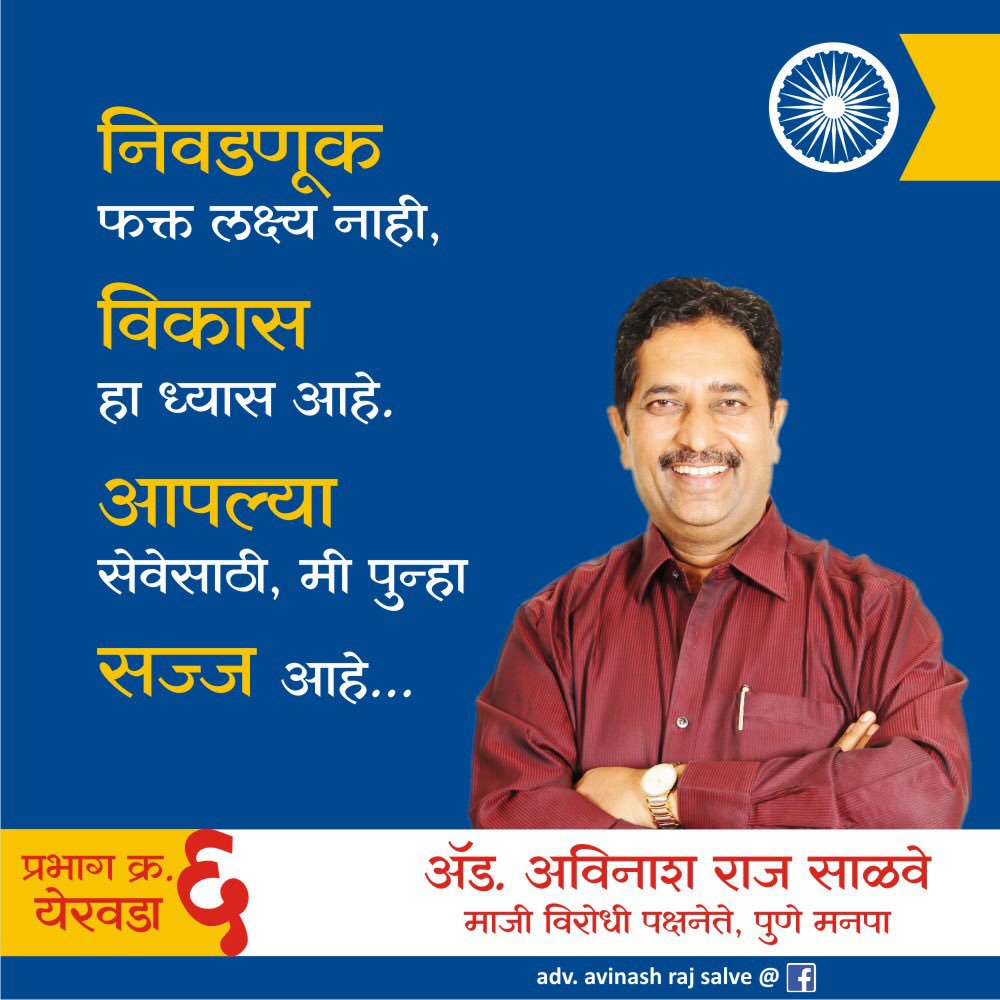 निवडणूक
फक्त लक्ष्य नाही,
विकास
हा ध्यास आहे.
आपल्या
सेवेसाठी, मी पुन्हा
सज्ज आहे...
प्रभाग क्र. ६
येरवडा
ॲड. अविनाश राज साळवे
माजी विरोधी पक्षनेते, पुणे मनपा
adv. avinash raj salve @ f